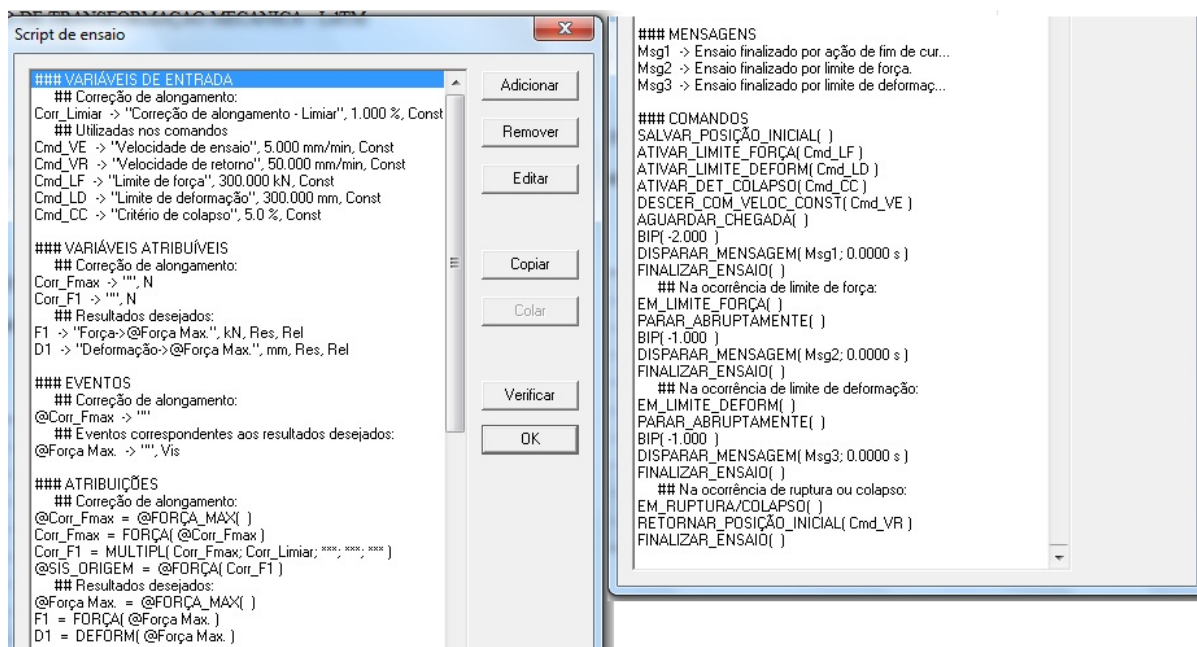 Script de ensaio
### VARIÁVEIS DE ENTRADA
## Correção de alongamento:
Corr_Limiar -> "Correção de alongamento - Limiar", 1.000 %, Const
## Utilizadas nos comandos
Cmd_VE -> "Velocidade de ensaio", 5.000 mm/min, Const
Cmd_VR -> "Velocidade de retorno", 50.000 mm/min, Const
Cmd_LF -> "Limite de força", 300.000 kN, Const
Cmd_LD -> "Limite de deformação", 300.000 mm, Const
Cmd_CC -> "Critério de colapso", 5.0 %, Const
### VARIÁVEIS ATRIBUÍVEIS
## Correção de alongamento:
Corr_Fmax -> "", N
Corr_F1 -> "", N
## Resultados desejados:
F1 -> "Força->@Força Max.", kN, Res, Rel
D1 -> "Deformação->@Força Max.", mm, Res, Rel
### EVENTOS
## Correção de alongamento:
@Corr_Fmax -> ""
## Eventos correspondentes aos resultados desejados:
@Força Max. -> "", Vis
### ATRIBUIÇÕES
## Correção de alongamento:
@Corr_Fmax = @FORÇA_MAX( )
Corr_Fmax = FORÇA( @Corr_Fmax )
Corr_F1 = MULTIPL( Corr_Fmax; Corr_Limiar; ***; ***; *** )
@SIS_ORIGEM = @FORÇA( Corr_F1 )
## Resultados desejados:
@Força Max. = @FORÇA_MAX( )
F1 = FORÇA( @Força Max. )
D1 = DEFORM( @Força Max. )
Adicionar
Remover
Editar
Copiar
Colar
Verificar
OK
### MENSAGENS
Msg1 -> Ensaio finalizado por ação de fim de cur...
Msg2 -> Ensaio finalizado por limite de força.
Msg3 -> Ensaio finalizado por limite de deformaç...
### COMANDOS
SALVAR_POSIÇÃO_INICIAL( )
ATIVAR_LIMITE_FORÇA( Cmd_LF )
ATIVAR_LIMITE_DEFORM( Cmd_LD )
ATIVAR_DET_COLAPSO( Cmd_CC )
DESCER_COM_VELOC_CONST( Cmd_VE )
AGUARDAR_CHEGADA( )
BIP( -2.000 )
DISPARAR_MENSAGEM( Msg1; 0.0000 s )
FINALIZAR_ENSAIO( )
## Na ocorrência de limite de força:
EM_LIMITE_FORÇA( )
PARAR_ABRUPTAMENTE( )
BIP( -1.000 )
DISPARAR_MENSAGEM( Msg2; 0.0000 s )
FINALIZAR_ENSAIO( )
## Na ocorrência de limite de deformação:
EM_LIMITE_DEFORM( )
PARAR_ABRUPTAMENTE( )
BIP( -1.000 )
DISPARAR_MENSAGEM( Msg3; 0.0000 s )
FINALIZAR_ENSAIO( )
## Na ocorrência de ruptura ou colapso:
EM_RUPTURA/COLAPSO( )
RETORNAR_POSIÇÃO_INICIAL( Cmd_VR )
FINALIZAR_ENSAIO( )